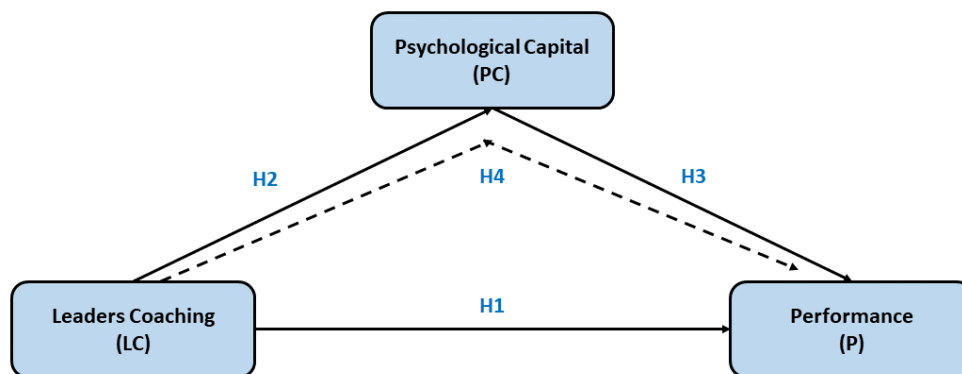 Psychological Capital
(PC)
H2
H4
H3
Leaders Coaching
(LC)
H1
Performance
(P)